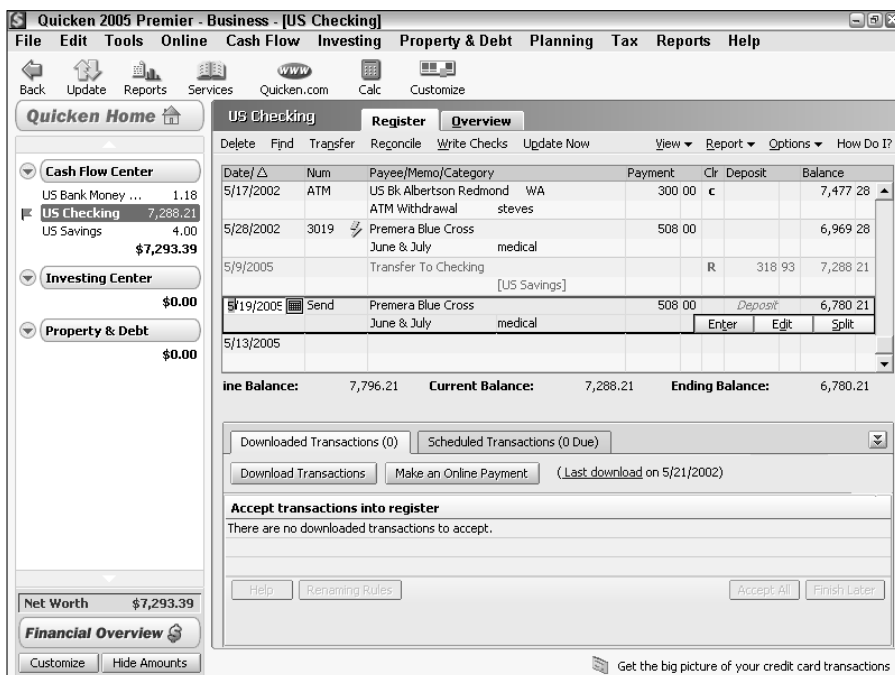 Quicken 2005 Premier - Business - [US Checking]
File Edit Tools Online Cash Flow Investing Property & Debt Planning Tax Reports Help
Back Update Reports Services Quicken.com Calc Customize
www
Quicken Home
US Checking Register Overview
Delete Find Transfer Reconcile Write Checks Update Now View Report Options How Do I?
Cash Flow Center
US Bank Money ... 1.18
US Checking 7,288.21
US Savings 4.00
$7,293.39
Investing Center
$0.00
Property & Debt
$0.00
Date/ Num Payee/Memo/Category Payment Clr Deposit Balance
5/17/2002 ATM US Bk Albertson Redmond WA 300 00 c 7,477 28
ATM Withdrawal steves
5/28/2002 3019 Premera Blue Cross 508 00 6,969 28
June & July medical
5/9/2005 Transfer To Checking R 318 93 7,288 21
[US Savings]
5/19/2005 Send Premera Blue Cross 508 00 Deposit 6,780 21
June & July medical Enter Edit Split
5/13/2005
ine Balance: 7,796.21 Current Balance: 7,288.21 Ending Balance: 6,780.21
Downloaded Transactions (0) Scheduled Transactions (0 Due)
Download Transactions Make an Online Payment (Last download on 5/21/2002)
Accept transactions into register
There are no downloaded transactions to accept.
Help Renaming Rules Accept All Finish Later
Net Worth $7,293.39
Financial Overview
Customize Hide Amounts
Get the big picture of your credit card transactions